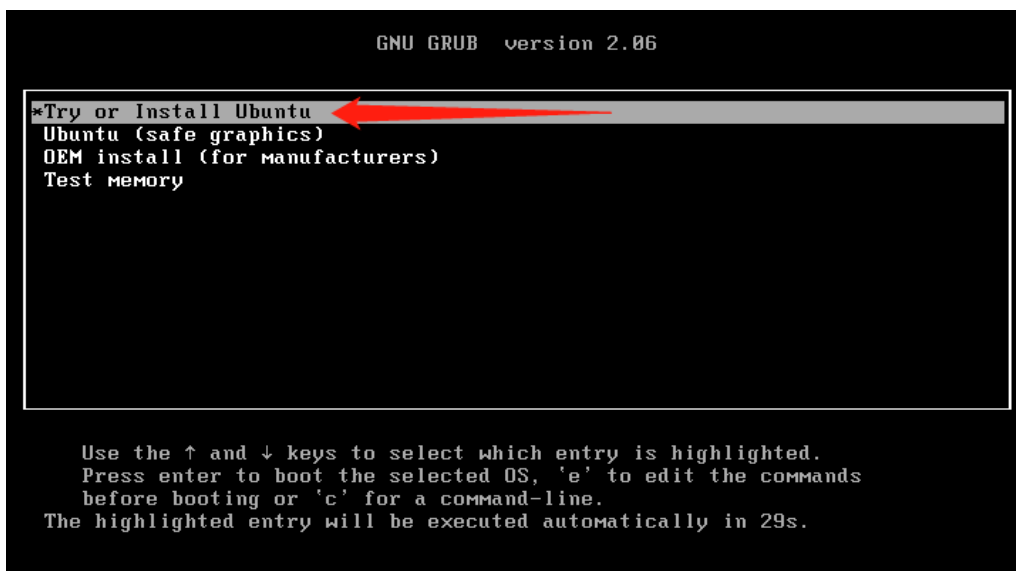 GNU GRUB version 2.06
*Try or Install Ubuntu
Ubuntu (safe graphics)
OEM install (for manufacturers)
Test memory
Use the ↑ and ↓ keys to select which entry is highlighted.
Press enter to boot the selected OS, `e' to edit the commands
before booting or `c' for a command-line.
The highlighted entry will be executed automatically in 29s.